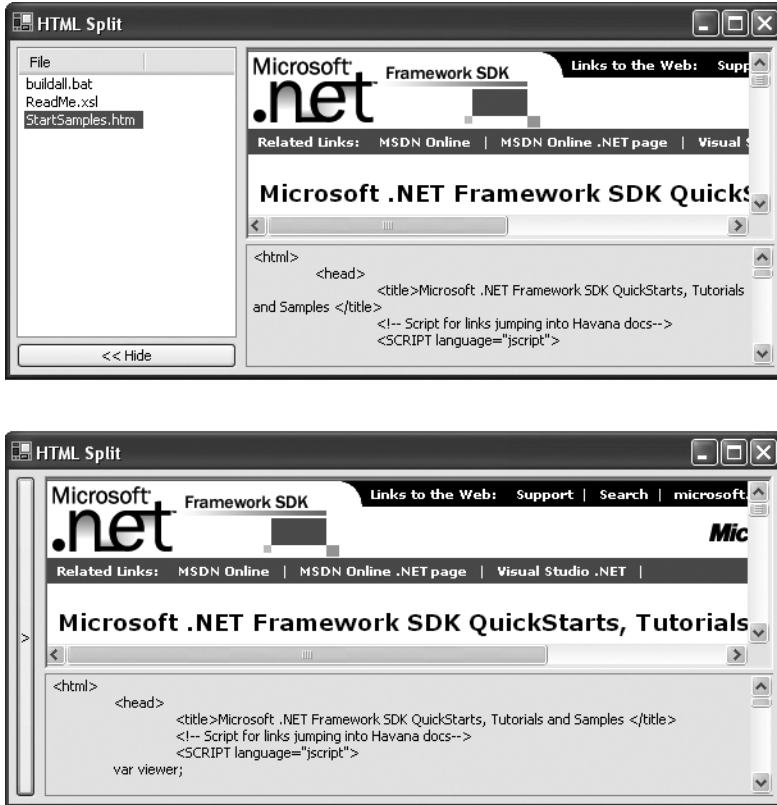 HTML Split
File
buildall.bat
ReadMe.xsl
StartSamples.htm
<< Hide
Microsoft
.net
Framework SDK
Links to the Web: Supp
Related Links: MSDN Online | MSDN Online .NET page | Visual
Microsoft .NET Framework SDK QuickS
<html>
<head>
<title>Microsoft .NET Framework SDK QuickStarts, Tutorials
and Samples </title>
<!-- Script for links jumping into Havana docs-->
<SCRIPT language="jscript">
HTML Split
>
Microsoft
.net
Framework SDK
Links to the Web: Support | Search | microsoft.
Mic
Related Links: MSDN Online | MSDN Online .NET page | Visual Studio .NET |
Microsoft .NET Framework SDK QuickStarts, Tutorials
<html>
<head>
<title>Microsoft .NET Framework SDK QuickStarts, Tutorials and Samples </title>
<!-- Script for links jumping into Havana docs-->
<SCRIPT language="jscript">
var viewer;